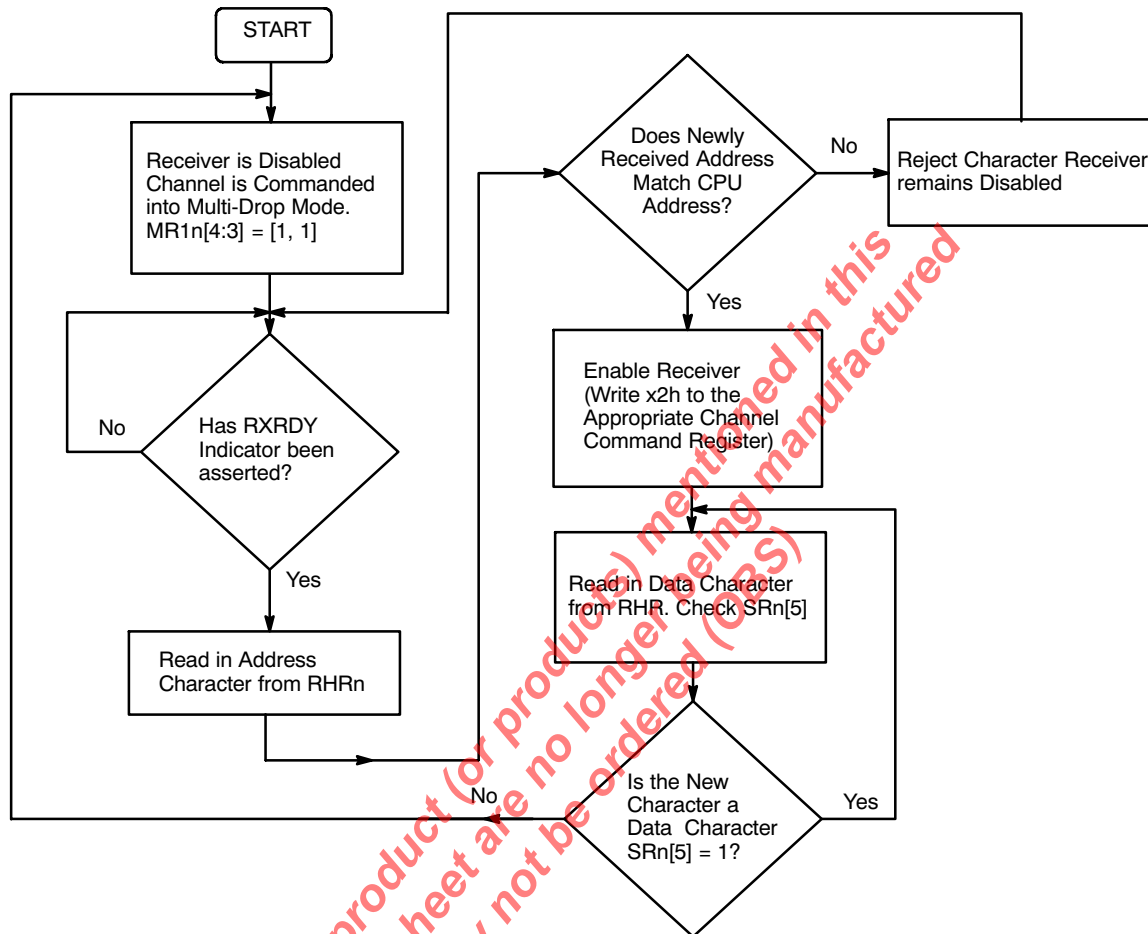 START
Receiver is Disabled
Channel is Commanded
into Multi-Drop Mode.
MR1n[4:3] = [1, 1]
No
Has RXRDY
Indicator been
asserted?
Yes
Read in Address
Character from RHRn
Does Newly
Received Address
Match CPU
Address?
No
Reject Character Receiver
remains Disabled
Yes
Enable Receiver
(Write x2h to the
Appropriate Channel
Command Register)
Read in Data Character
from RHR. Check SRn[5]
No
Is the New
Character a
Data Character
SRn[5] = 1?
Yes
product (or products) mentioned in this
sheet are no longer being manufactured
not be ordered (OBS)